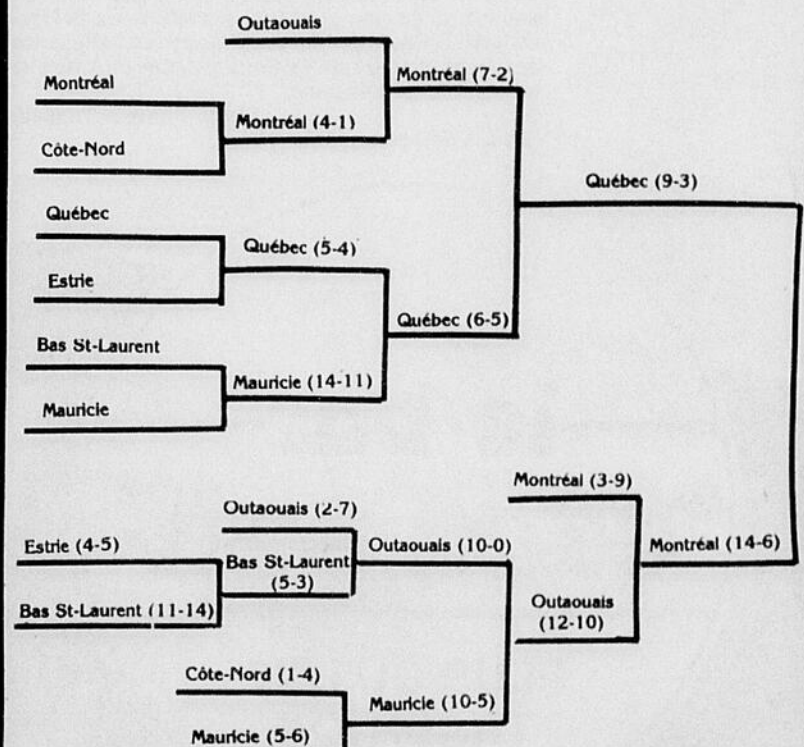 Outaouais
Montréal (7-2)
Montréal
Montréal (4-1)
Côte-Nord
Québec (9-3)
Québec
Québec (5-4)
Estrie
Québec (6-5)
Bas St-Laurent
Mauricie (14-11)
Mauricie
Montréal (3-9)
Outaouais (2-7)
Estrie (4-5)
Outaouais (10-0)
Montréal (14-6)
Bas St-Laurent
(5-3)
Bas St-Laurent (11-14)
Outaouais
(12-10)
Côte-Nord (1-4)
Mauricie (10-5)
Mauricie (5-6)